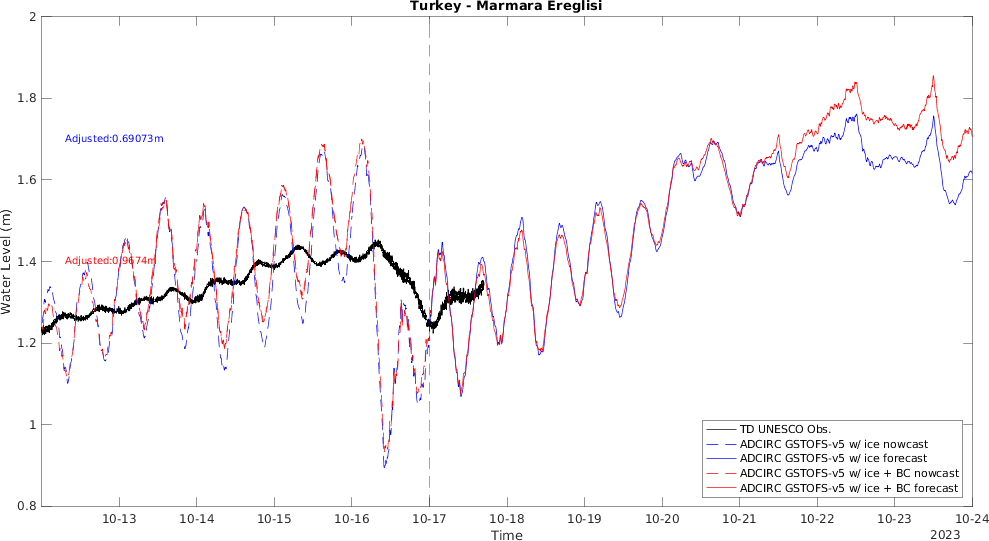 Turkey - Marmara Ereglisi
2
1.8
1.6
1.4
1.2
1
0.8
Water Level (m)
Adjusted:0.69073m
Adjusted:0.9674m
TD UNESCO Obs.
ADCIRC GSTOFS-v5 w/ ice nowcast
ADCIRC GSTOFS-v5 w/ ice forecast
ADCIRC GSTOFS-v5 w/ ice + BC nowcast
ADCIRC GSTOFS-v5 w/ ice + BC forecast
10-13 10-14 10-15 10-16 10-17 10-18 10-19 10-20 10-21 10-22 10-23 10-24
Time
2023